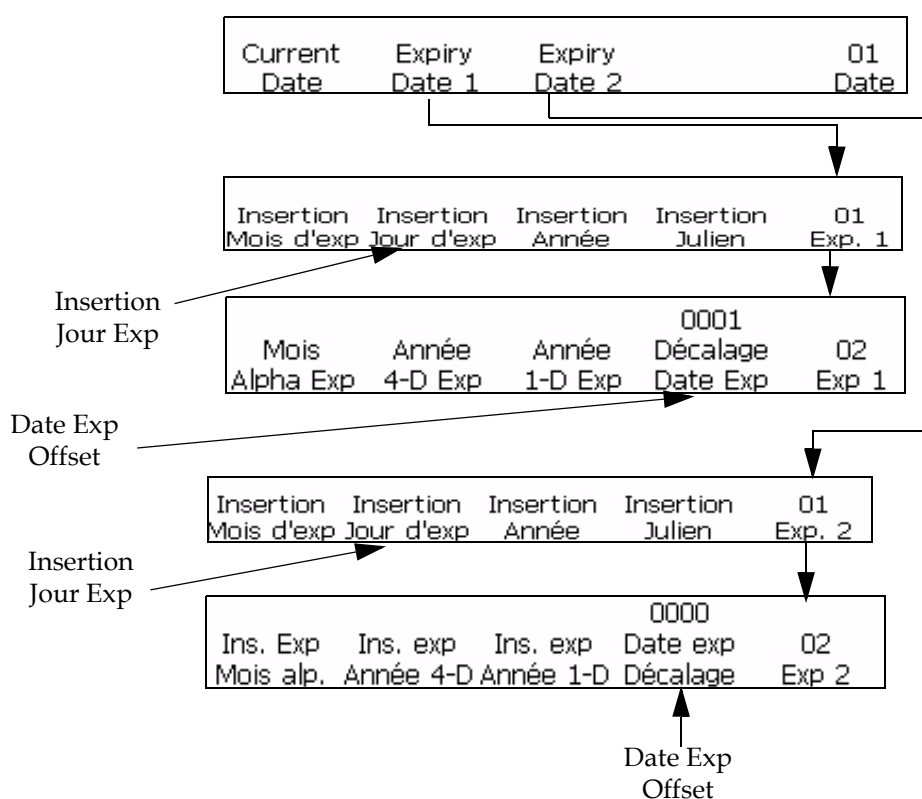 Current Expiry Expiry 01
Date Date 1 Date 2 Date
Insertion Insertion Insertion Insertion 01
Mois d'exp Jour d'exp Année Julien Exp. 1
Insertion
Jour Exp
0001
Mois Année Année Décalage 02
Alpha Exp 4-D Exp 1-D Exp Date Exp Exp 1
Date Exp
Offset
Insertion Insertion Insertion Insertion 01
Mois d'exp Jour d'exp Année Julien Exp. 2
Insertion
Jour Exp
0000
Ins. Exp Ins. exp Ins. exp Date exp 02
Mois alp. Année 4-D Année 1-D Décalage Exp 2
Date Exp
Offset